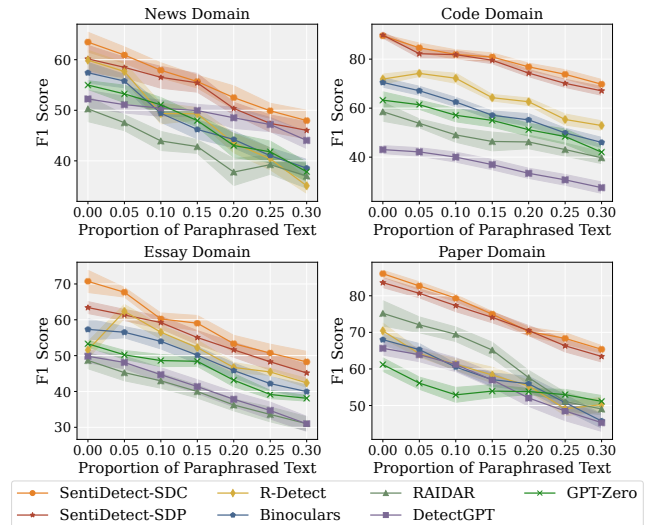 News Domain
F1 Score
60
50
40
0.00 0.05 0.10 0.15 0.20 0.25 0.30
Proportion of Paraphrased Text
Code Domain
F1 Score
80
60
40
0.00 0.05 0.10 0.15 0.20 0.25 0.30
Proportion of Paraphrased Text
Essay Domain
F1 Score
70
60
50
40
30
0.00 0.05 0.10 0.15 0.20 0.25 0.30
Proportion of Paraphrased Text
Paper Domain
F1 Score
80
70
60
50
0.00 0.05 0.10 0.15 0.20 0.25 0.30
Proportion of Paraphrased Text
SentiDetect-SDC R-Detect RAIDAR GPT-Zero
SentiDetect-SDP Binoculars DetectGPT